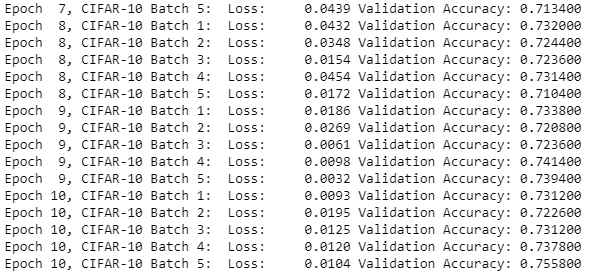 Epoch  7, CIFAR-10 Batch 5:  Loss:     0.0439 Validation Accuracy: 0.713400
Epoch  8, CIFAR-10 Batch 1:  Loss:     0.0432 Validation Accuracy: 0.732000
Epoch  8, CIFAR-10 Batch 2:  Loss:     0.0348 Validation Accuracy: 0.724400
Epoch  8, CIFAR-10 Batch 3:  Loss:     0.0154 Validation Accuracy: 0.723600
Epoch  8, CIFAR-10 Batch 4:  Loss:     0.0454 Validation Accuracy: 0.731400
Epoch  8, CIFAR-10 Batch 5:  Loss:     0.0172 Validation Accuracy: 0.710400
Epoch  9, CIFAR-10 Batch 1:  Loss:     0.0186 Validation Accuracy: 0.733800
Epoch  9, CIFAR-10 Batch 2:  Loss:     0.0269 Validation Accuracy: 0.720800
Epoch  9, CIFAR-10 Batch 3:  Loss:     0.0061 Validation Accuracy: 0.723600
Epoch  9, CIFAR-10 Batch 4:  Loss:     0.0098 Validation Accuracy: 0.741400
Epoch  9, CIFAR-10 Batch 5:  Loss:     0.0032 Validation Accuracy: 0.739400
Epoch 10, CIFAR-10 Batch 1:  Loss:     0.0093 Validation Accuracy: 0.731200
Epoch 10, CIFAR-10 Batch 2:  Loss:     0.0195 Validation Accuracy: 0.722600
Epoch 10, CIFAR-10 Batch 3:  Loss:     0.0125 Validation Accuracy: 0.731200
Epoch 10, CIFAR-10 Batch 4:  Loss:     0.0120 Validation Accuracy: 0.737800
Epoch 10, CIFAR-10 Batch 5:  Loss:     0.0104 Validation Accuracy: 0.755800